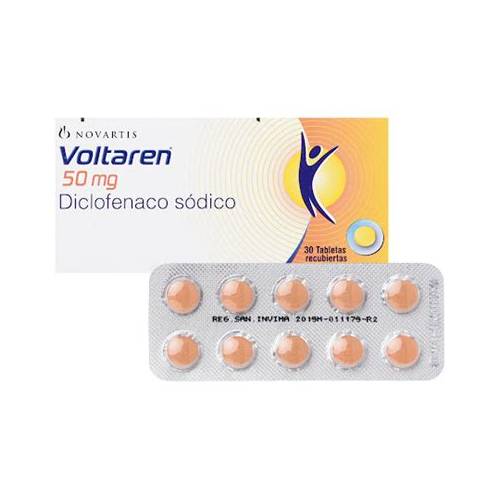 NOVARTIS
Voltaren
50 mg
Diclofenaco sódico
30 Tabletas
recubiertas
REG.SAN.INVIMA 2019M-011179-R2